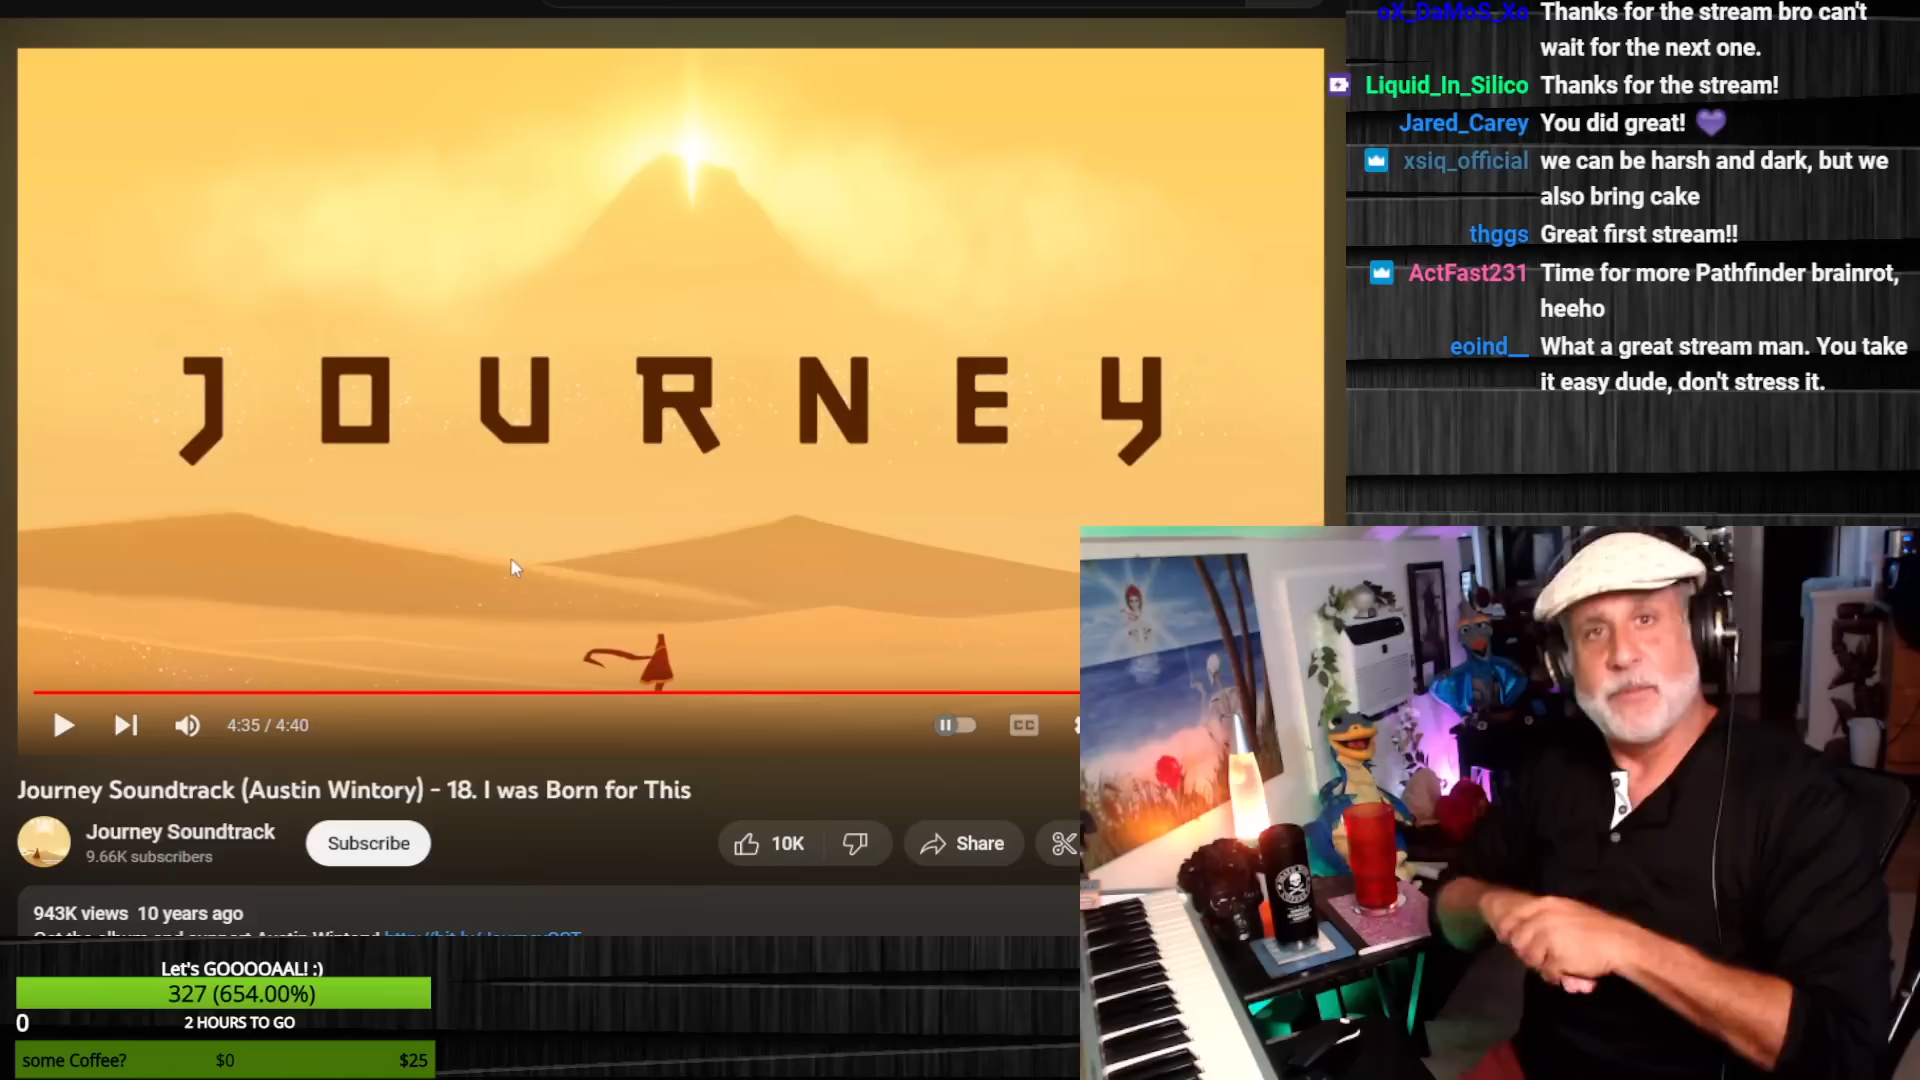 JOURNEY
4:35 / 4:40
CC
Journey Soundtrack (Austin Wintory) - 18. I was Born for This
Journey Soundtrack
9.66K subscribers
Subscribe
10K
Share
943K views 10 years ago
Let's GOOOOAAL! :)
327 (654.00%)
0
2 HOURS TO GO
some Coffee?
$0
$25
oX_DaMoS_Xo Thanks for the stream bro can't
wait for the next one.
Liquid_In_Silico Thanks for the stream!
Jared_Carey You did great!
xsiq_official we can be harsh and dark, but we
also bring cake
thggs Great first stream!!
ActFast231 Time for more Pathfinder brainrot,
heeho
eoind__ What a great stream man. You take
it easy dude, don't stress it.